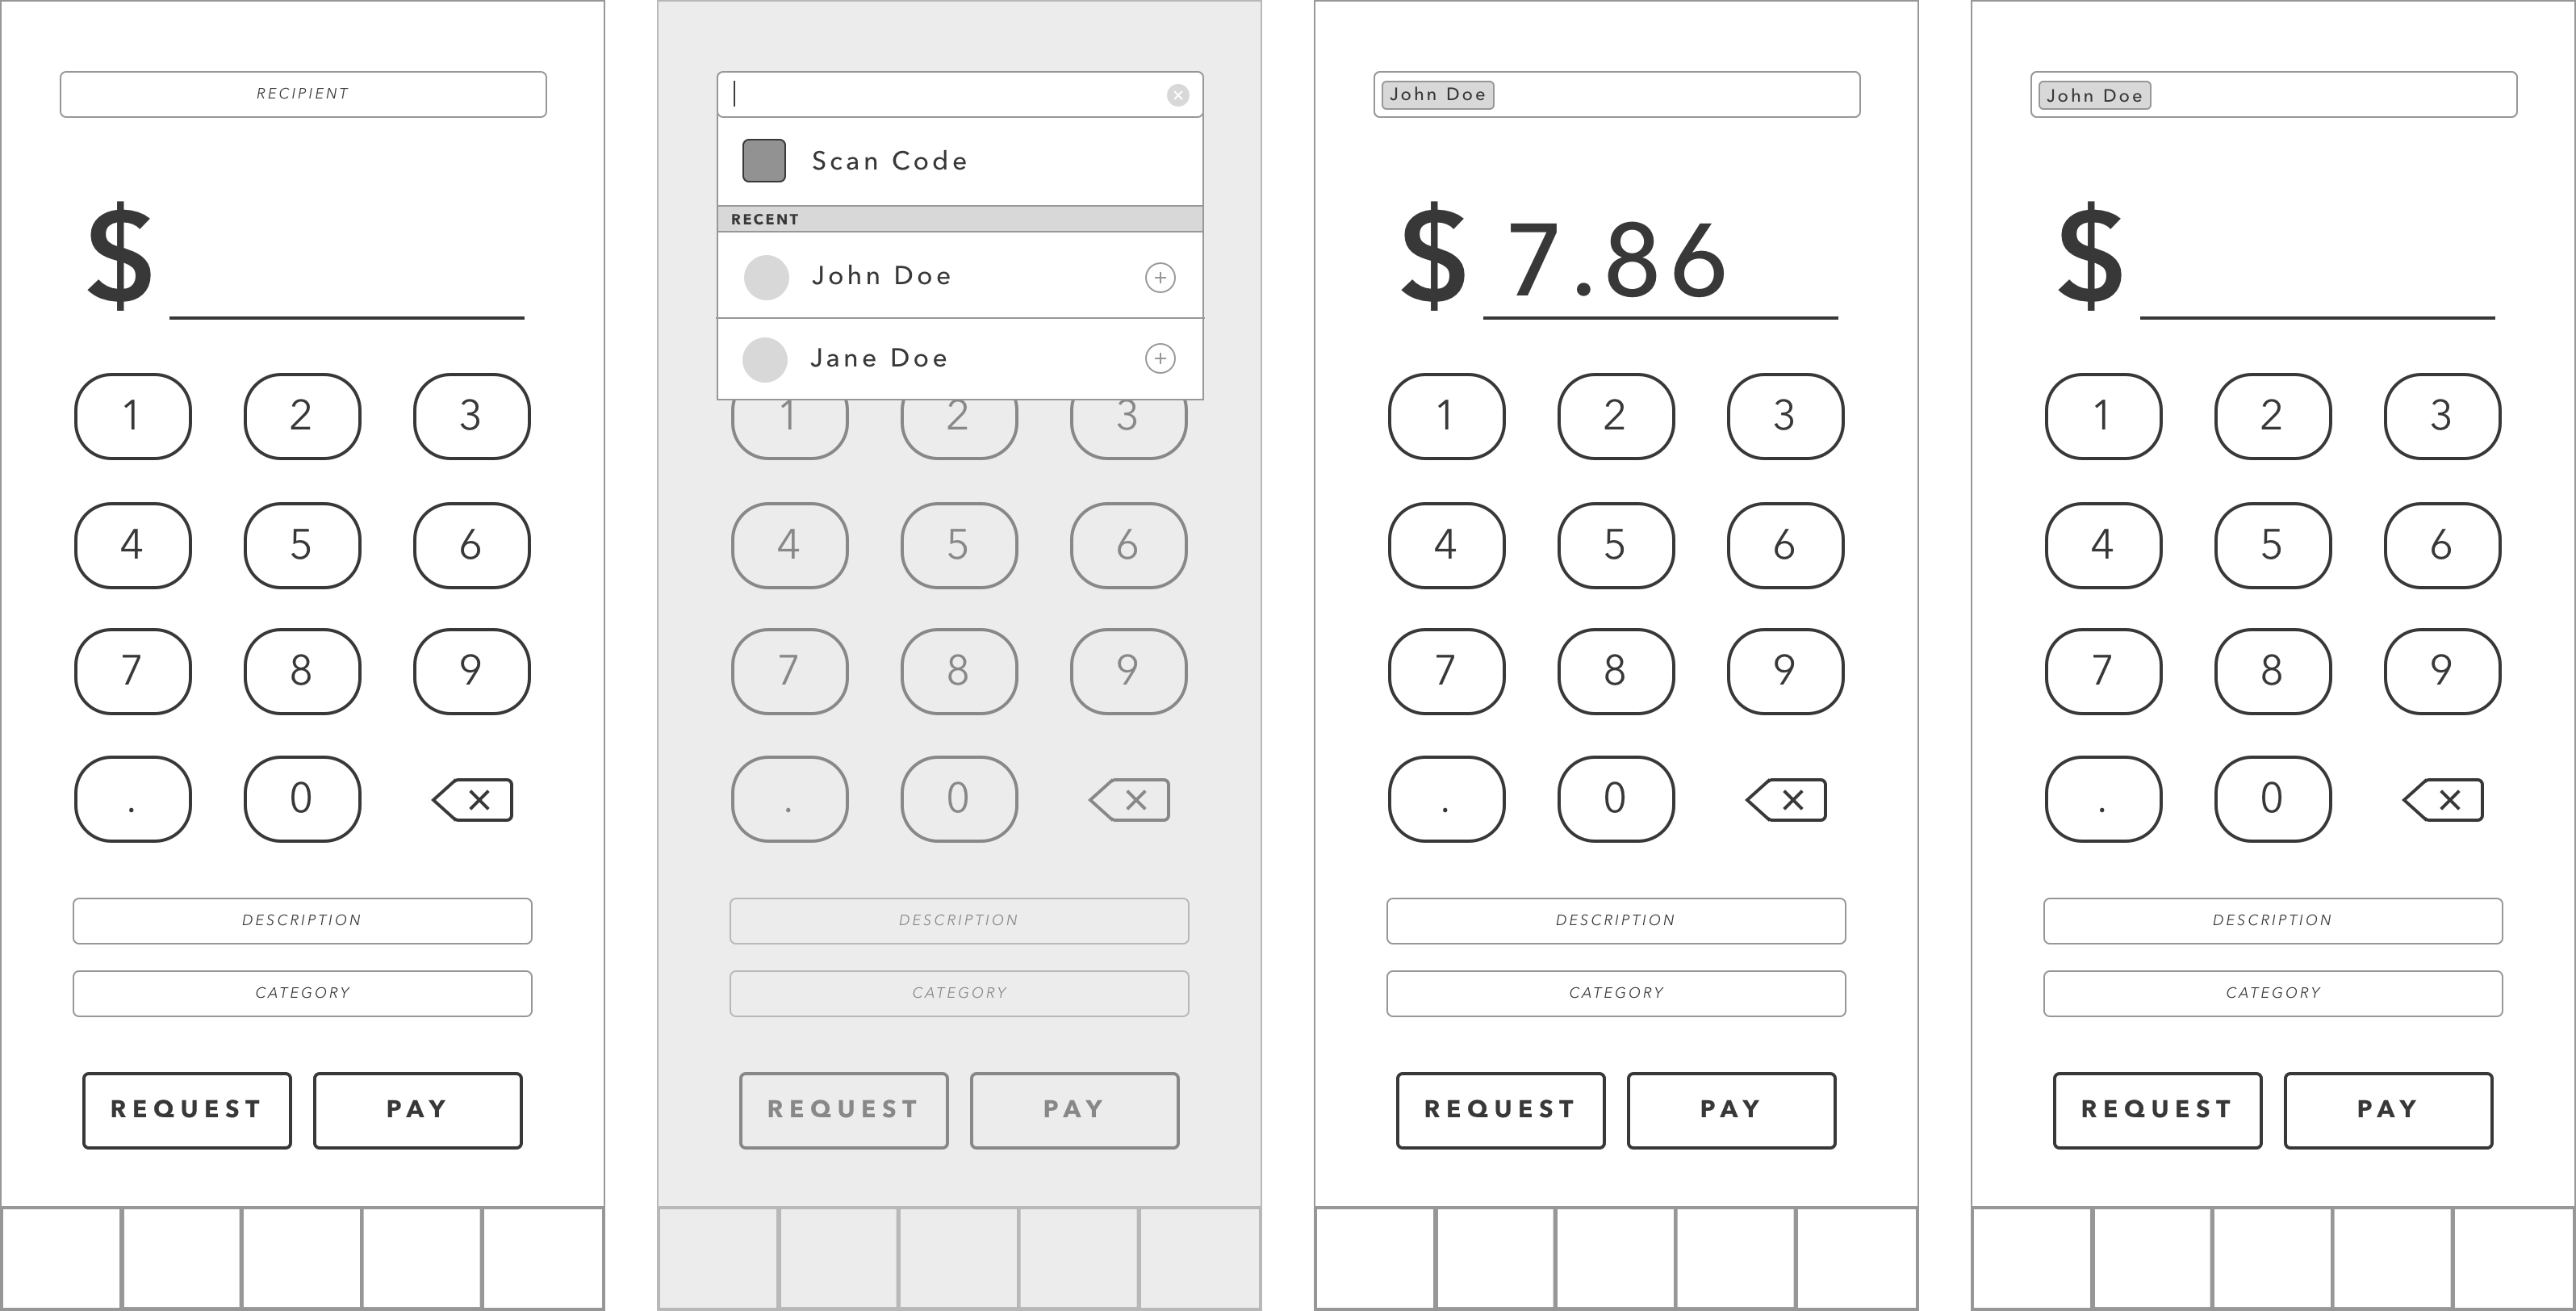 RECIPIENT
$
1 2 3
4 5 6
7 8 9
. 0
DESCRIPTION
CATEGORY
REQUEST PAY
Scan Code
RECENT
John Doe
Jane Doe
1 2 3
4 5 6
7 8 9
. 0
DESCRIPTION
CATEGORY
REQUEST PAY
John Doe
$ 7.86
1 2 3
4 5 6
7 8 9
. 0
DESCRIPTION
CATEGORY
REQUEST PAY
John Doe
$
1 2 3
4 5 6
7 8 9
. 0
DESCRIPTION
CATEGORY
REQUEST PAY